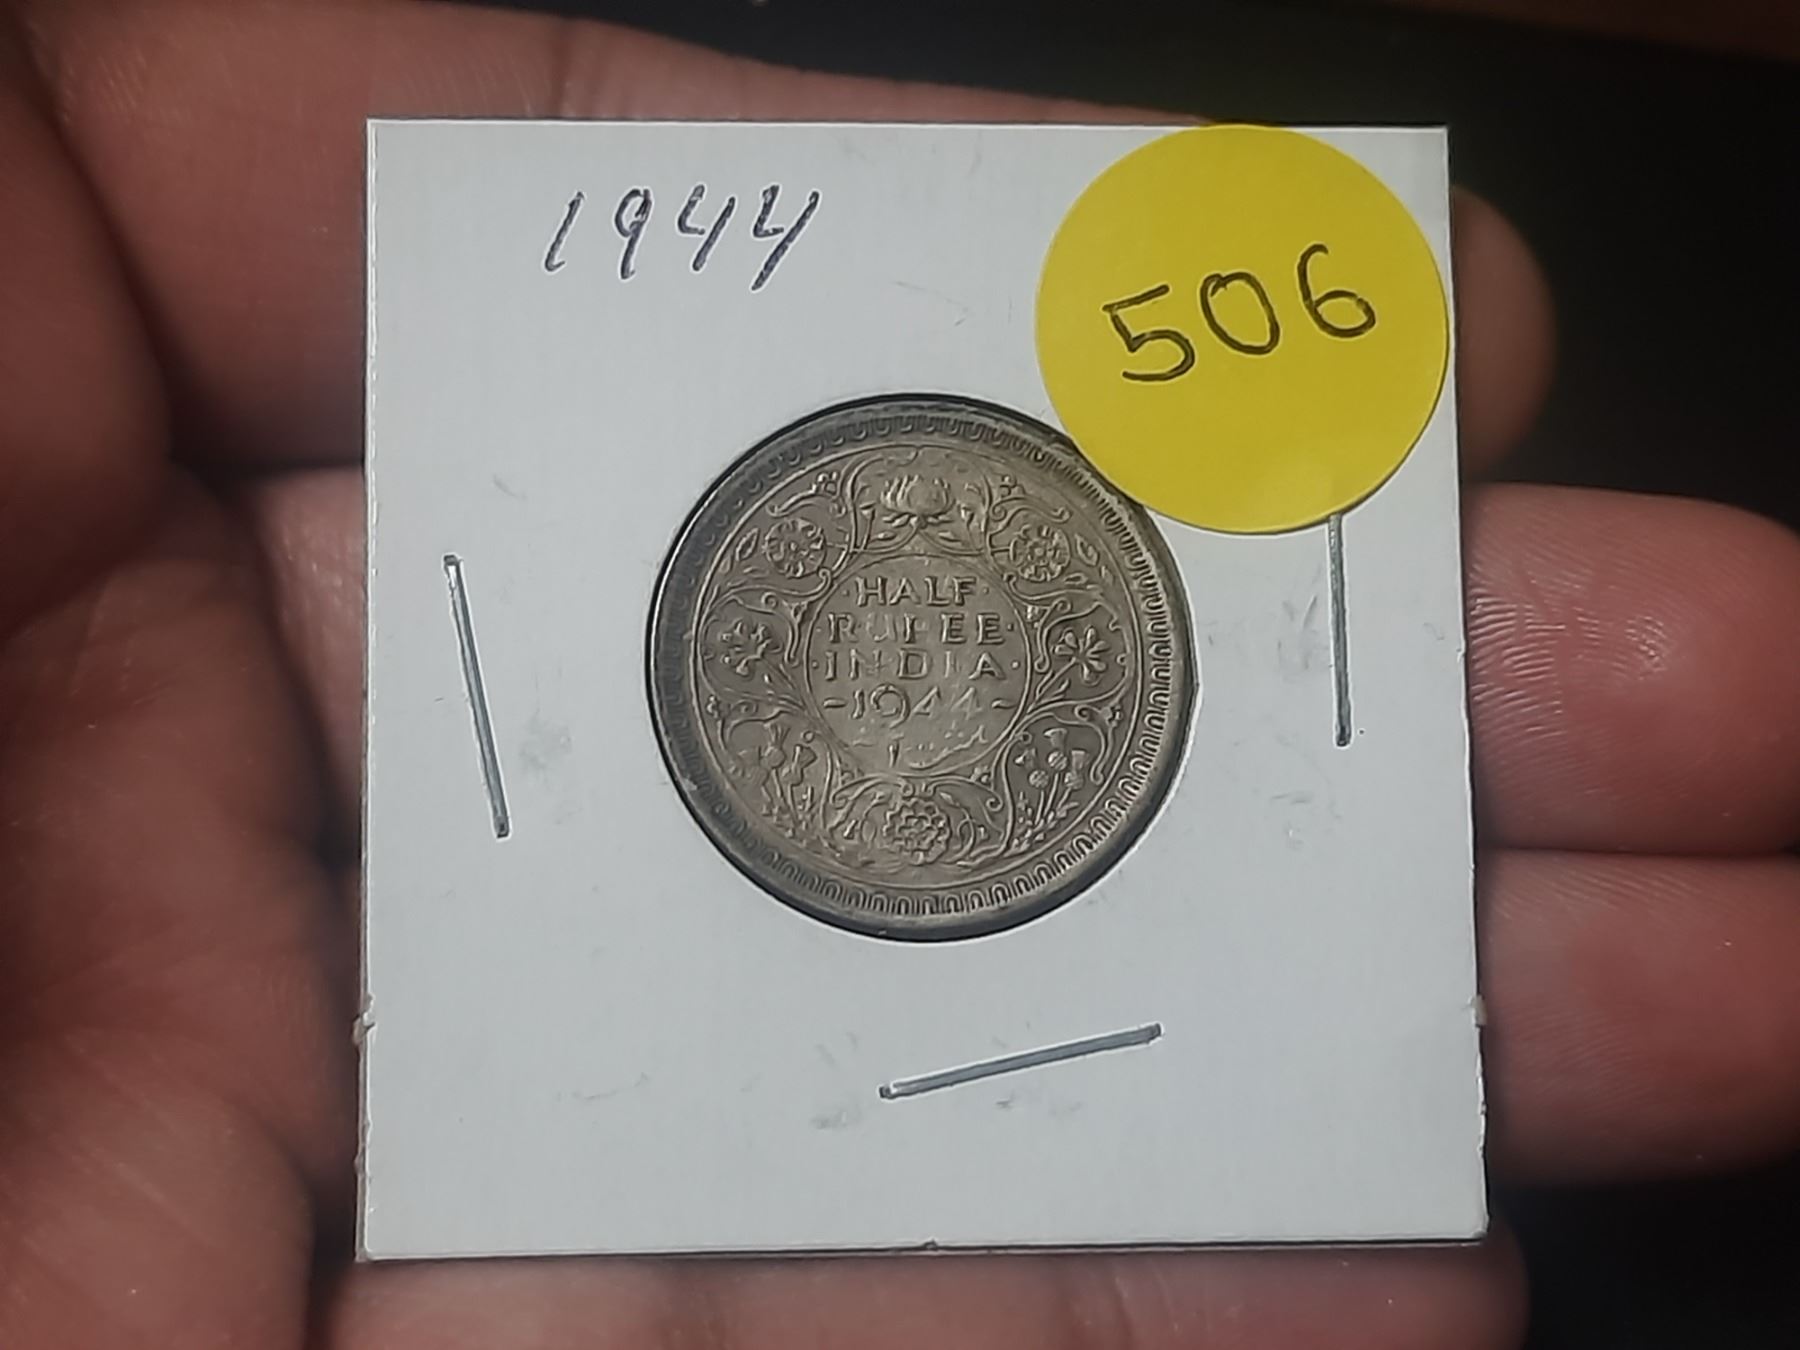 1944
506
·HALF·
·RUPEE·
·INDIA·
-1944-